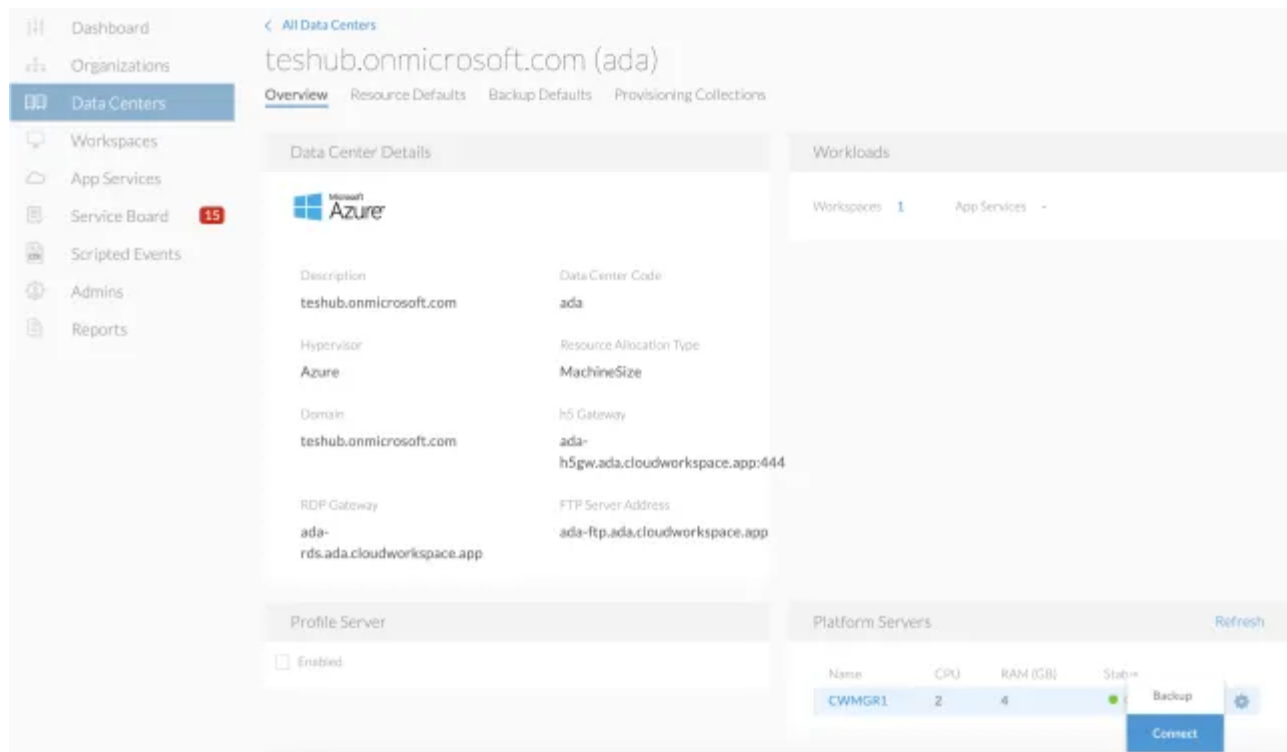 Dashboard
Organizations
Data Centers
Workspaces
App Services
Service Board 15
Scripted Events
Admins
Reports
< All Data Centers
teshub.onmicrosoft.com (ada)
Overview Resource Defaults Backup Defaults Provisioning Collections
Data Center Details
Microsoft
Azure
Description
teshub.onmicrosoft.com
Data Center Code
ada
Hypervisor
Azure
Resource Allocation Type
MachineSize
Domain
teshub.onmicrosoft.com
h5 Gateway
ada-
h5gw.ada.cloudworkspace.app:444
RDP Gateway
ada-
rds.ada.cloudworkspace.app
FTP Server Address
ada-ftp.ada.cloudworkspace.app
Workloads
Workspaces 1 App Services -
Profile Server
Enabled
Platform Servers Refresh
Name CPU RAM (GB) Status
CWMGR1 2 4
Backup
Connect